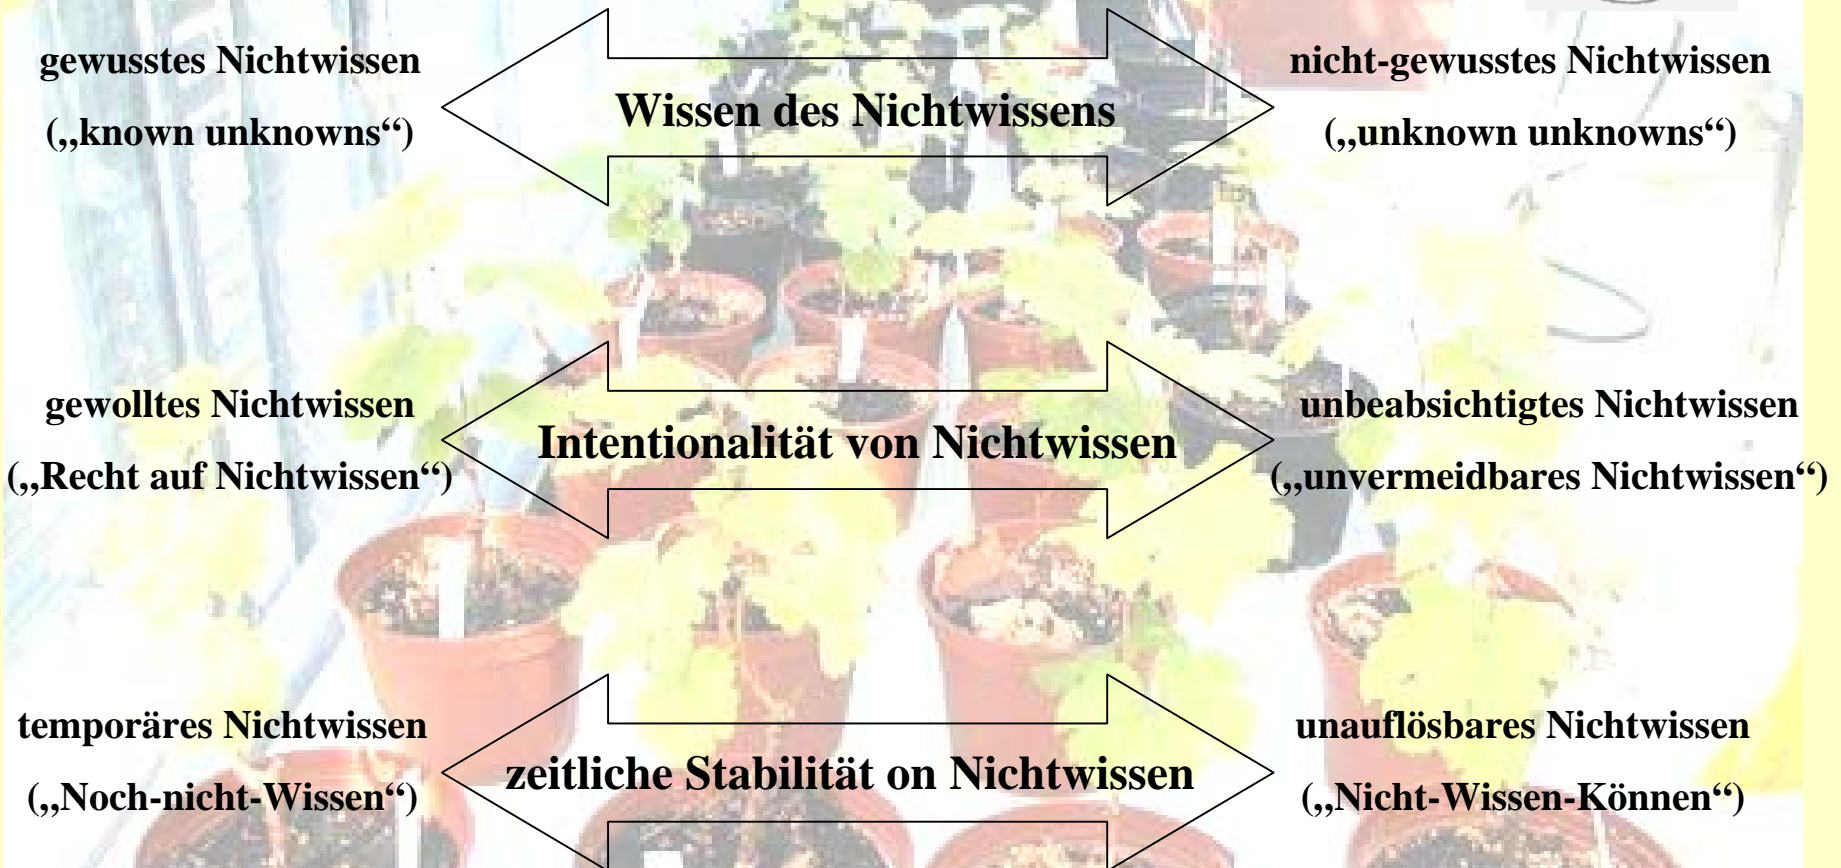 gewusstes Nichtwissen
(„known unknowns“)
Wissen des Nichtwissens
nicht-gewusstes Nichtwissen
(„unknown unknowns“)
gewolltes Nichtwissen
(„Recht auf Nichtwissen“)
Intentionalität von Nichtwissen
unbeabsichtigtes Nichtwissen
(„unvermeidbares Nichtwissen“)
temporäres Nichtwissen
(„Noch-nicht-Wissen“)
zeitliche Stabilität on Nichtwissen
unauflösbares Nichtwissen
(„Nicht-Wissen-Können“)